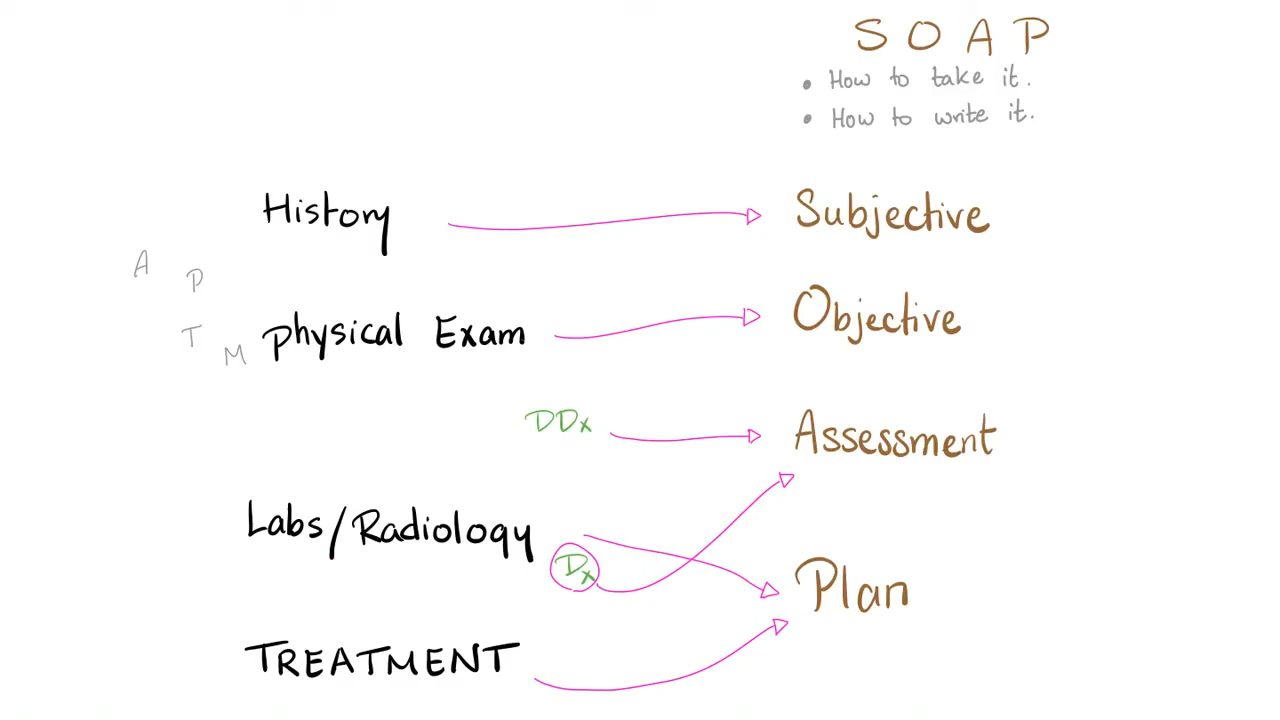 S O A P
• How to take it.
• How to write it.
History
Subjective
A
P
T
M
Physical Exam
Objective
DDx
Assessment
Labs/Radiology
Dx
Plan
TREATMENT